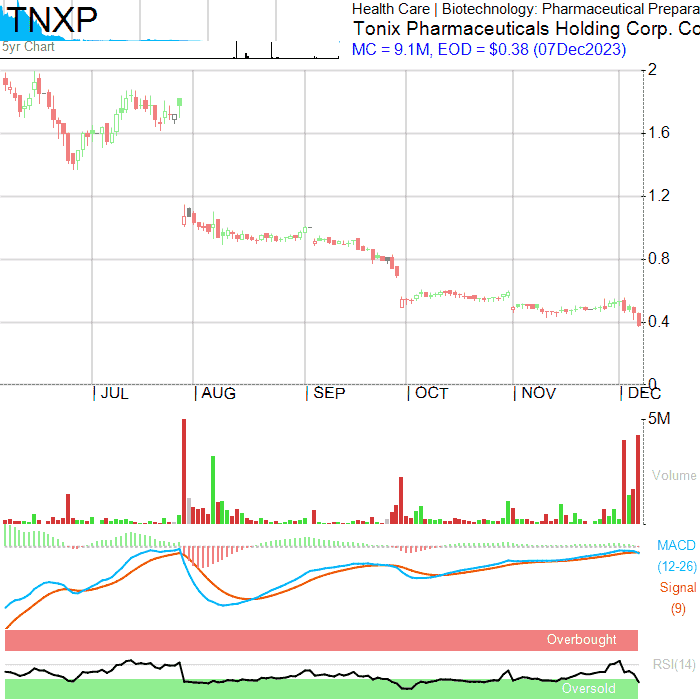 TNXP
Health Care | Biotechnology: Pharmaceutical Prepara
Tonix Pharmaceuticals Holding Corp. Co
5yr Chart
MC = 9.1M, EOD = $0.38 (07Dec2023)
2
1.6
1.2
0.8
0.4
0
JUL AUG SEP OCT NOV DEC
5M
Volume
MACD
(12-26)
Signal
(9)
Overbought
RSI(14)
Oversold